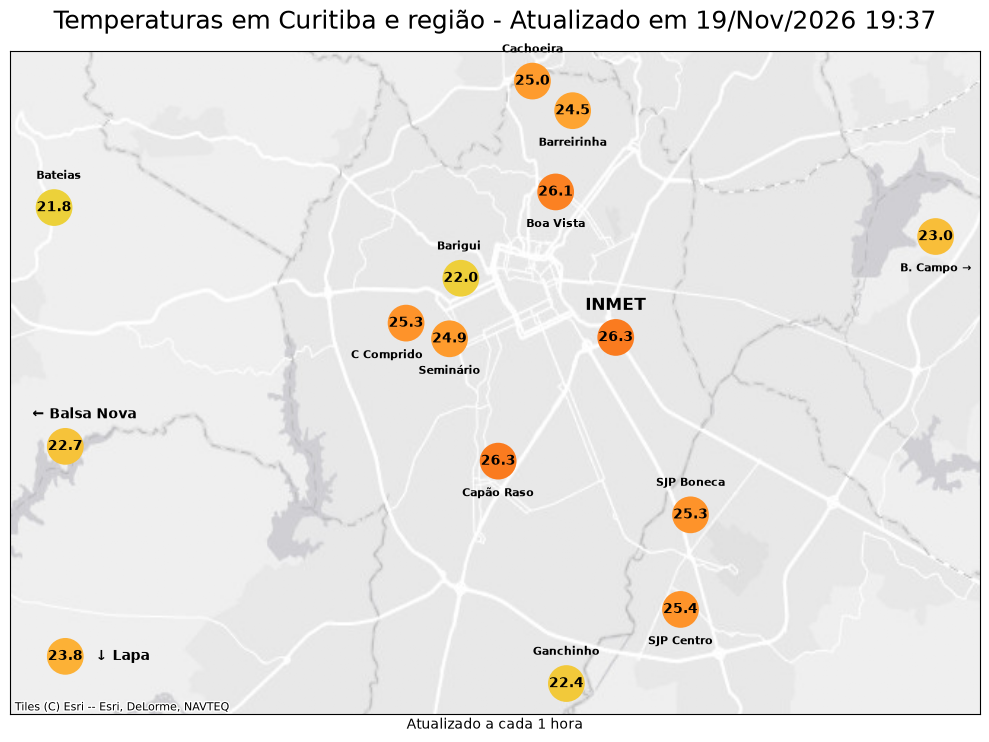 Temperaturas em Curitiba e região - Atualizado em 19/Nov/2026 19:37
Cachoeira
25.0
24.5
Barreirinha
Bateias
21.8
26.1
Boa Vista
23.0
B. Campo →
Barigui
22.0
INMET
26.3
25.3
C Comprido
24.9
Seminário
← Balsa Nova
22.7
26.3
Capão Raso
SJP Boneca
25.3
25.4
SJP Centro
23.8 ↓ Lapa
Ganchinho
22.4
Tiles (C) Esri -- Esri, DeLorme, NAVTEQ
Atualizado a cada 1 hora